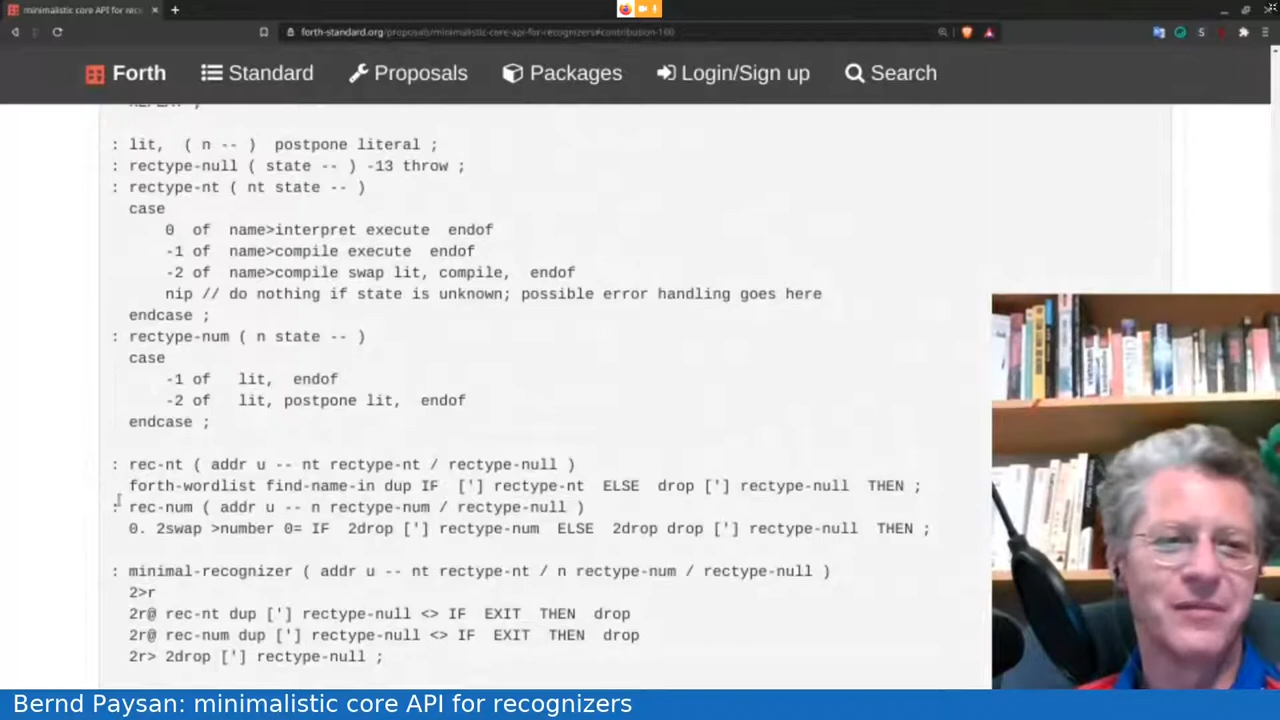 minimalistic core API for rec
forth-standard.org/proposals/minimalistic-core-api-for-recognizers#contribution-160
Forth
Standard
Proposals
Packages
Login/Sign up
Search
REPEAT ;
: lit,  ( n -- )  postpone literal ;
: rectype-null ( state -- ) -13 throw ;
: rectype-nt ( nt state -- )
case
0  of  name>interpret execute  endof
-1 of  name>compile execute  endof
-2 of  name>compile swap lit, compile,  endof
nip // do nothing if state is unknown; possible error handling goes here
endcase ;
: rectype-num ( n state -- )
case
-1 of   lit,  endof
-2 of   lit, postpone lit,  endof
endcase ;
: rec-nt ( addr u -- nt rectype-nt / rectype-null )
forth-wordlist find-name-in dup IF  ['] rectype-nt  ELSE  drop ['] rectype-null  THEN ;
: rec-num ( addr u -- n rectype-num / rectype-null )
0. 2swap >number 0= IF  2drop ['] rectype-num  ELSE  2drop drop ['] rectype-null  THEN ;
: minimal-recognizer ( addr u -- nt rectype-nt / n rectype-num / rectype-null )
2>r
2r@ rec-nt dup ['] rectype-null <> IF  EXIT  THEN  drop
2r@ rec-num dup ['] rectype-null <> IF  EXIT  THEN  drop
2r> 2drop ['] rectype-null ;
Bernd Paysan: minimalistic core API for recognizers